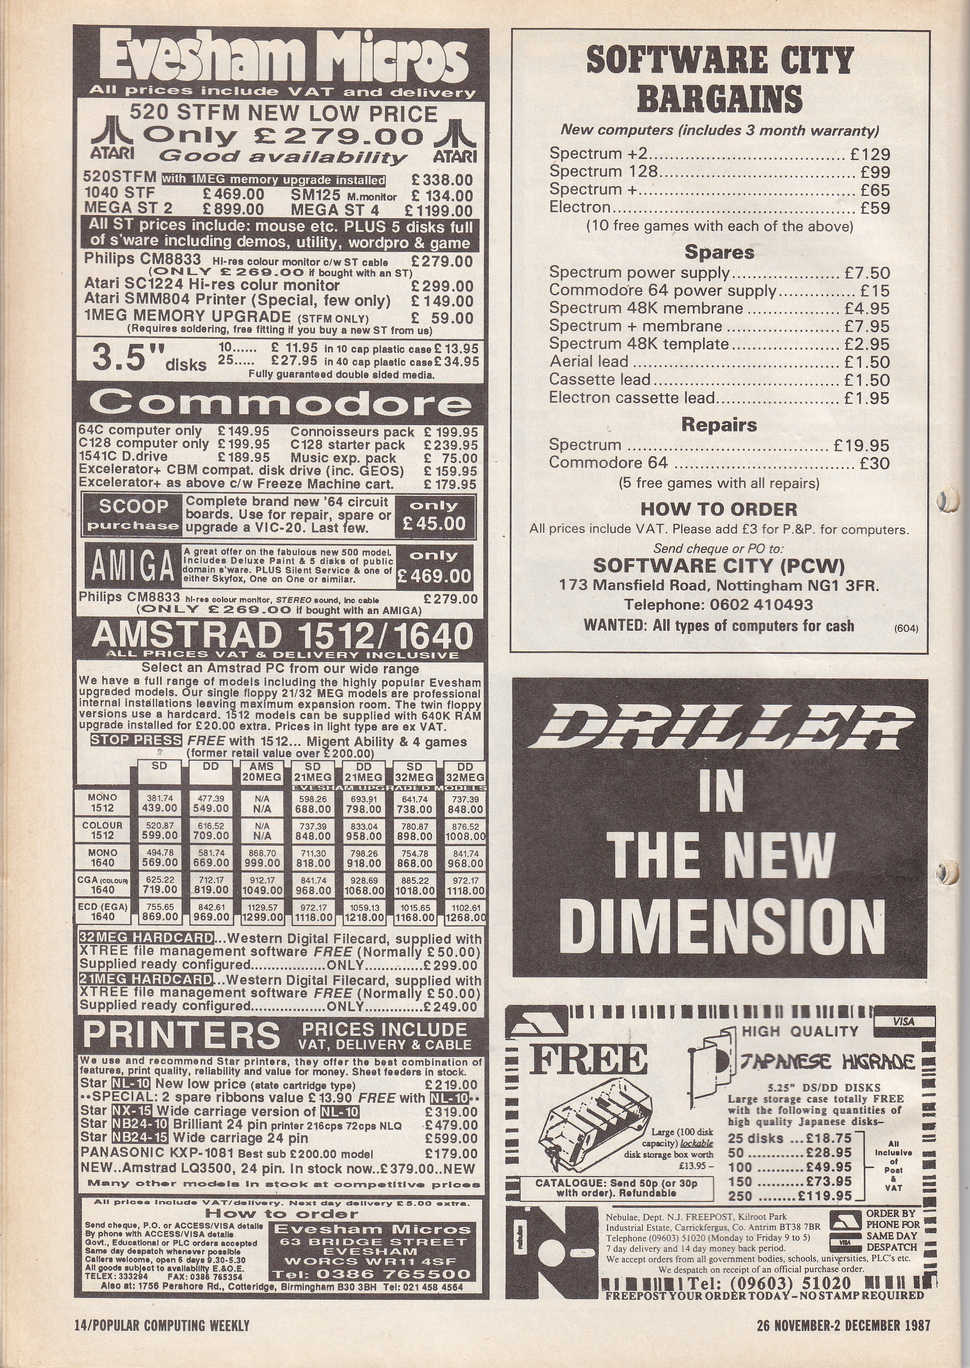 Evesham Micros
All prices include VAT and delivery
520 STFM NEW LOW PRICE
Only £279.00
ATARI Good availability ATARI
520STFM with 1MEG memory upgrade installed £338.00
1040 STF £469.00 SM125 M.monitor £ 134.00
MEGA ST 2 £899.00 MEGA ST 4 £1199.00
All ST prices include: mouse etc. PLUS 5 disks full
of s'ware including demos, utility, wordpro & game
Philips CM8833 Hi-res colour monitor c/w ST cable £279.00
(ONLY £269.00 if bought with an ST)
Atari SC1224 Hi-res colur monitor £299.00
Atari SMM804 Printer (Special, few only) £149.00
1MEG MEMORY UPGRADE (STFM ONLY) £ 59.00
(Requires soldering, free fitting if you buy a new ST from us)
3.5" disks
10...... £ 11.95 in 10 cap plastic case £13.95
25..... £27.95 in 40 cap plastic case £34.95
Fully guaranteed double sided media.
Commodore
64C computer only £149.95 Connoisseurs pack £ 199.95
C128 computer only £199.95 C128 starter pack £239.95
1541C D.drive £189.95 Music exp. pack £ 75.00
Excelerator+ CBM compat. disk drive (inc. GEOS) £159.95
Excelerator+ as above c/w Freeze Machine cart. £179.95
SCOOP purchase
Complete brand new '64 circuit
boards. Use for repair, spare or
upgrade a VIC-20. Last few.
only
£45.00
AMIGA
A great offer on the fabulous new 500 model.
Includes Deluxe Paint & 5 disks of public
domain s'ware. PLUS Silent Service & one of
either Skyfox, One on One or similar.
only
£469.00
Philips CM8833 hi-res colour monitor, STEREO sound, inc cable £279.00
(ONLY £269.00 if bought with an AMIGA)
AMSTRAD 1512/1640
ALL PRICES VAT & DELIVERY INCLUSIVE
Select an Amstrad PC from our wide range
We have a full range of models including the highly popular Evesham
upgraded models. Our single floppy 21/32 MEG models are professional
internal installations leaving maximum expansion room. The twin floppy
versions use a hardcard. 1512 models can be supplied with 640K RAM
upgrade installed for £20.00 extra. Prices in light type are ex VAT.
STOP PRESS FREE with 1512... Migent Ability & 4 games
(former retail value over £200.00)
SD DD AMS 20MEG SD 21MEG DD 21MEG SD 32MEG DD 32MEG
EVESHAM UPGRADED MODELS
MONO 381.74 477.39 N/A 598.26 693.91 641.74 737.39
1512 439.00 549.00 N/A 688.00 798.00 738.00 848.00
COLOUR 520.87 616.52 N/A 737.39 833.04 780.87 876.52
1512 599.00 709.00 N/A 848.00 958.00 898.00 1008.00
MONO 494.78 581.74 868.70 711.30 798.26 754.78 841.74
1640 569.00 669.00 999.00 818.00 918.00 868.00 968.00
CGA (COLOUR) 625.22 712.17 912.17 841.74 928.69 885.22 972.17
1640 719.00 819.00 1049.00 968.00 1068.00 1018.00 1118.00
ECD (EGA) 755.65 842.61 1129.57 972.17 1059.13 1015.65 1102.61
1640 869.00 969.00 1299.00 1118.00 1218.00 1168.00 1268.00
32MEG HARDCARD...Western Digital Filecard, supplied with
XTREE file management software FREE (Normally £50.00)
Supplied ready configured..................ONLY..............£299.00
21MEG HARDCARD...Western Digital Filecard, supplied with
XTREE file management software FREE (Normally £50.00)
Supplied ready configured..................ONLY..............£249.00
PRINTERS PRICES INCLUDE
VAT, DELIVERY & CABLE
We use and recommend Star printers, they offer the best combination of
features, print quality, reliability and value for money. Sheet feeders in stock.
Star NL-10 New low price (state cartridge type) £219.00
••SPECIAL: 2 spare ribbons value £13.90 FREE with NL-10••
Star NX-15 Wide carriage version of NL-10 £319.00
Star NB24-10 Brilliant 24 pin printer 216cps 72cps NLQ £479.00
Star NB24-15 Wide carriage 24 pin £599.00
PANASONIC KXP-1081 Best sub £200.00 model £179.00
NEW..Amstrad LQ3500, 24 pin. In stock now..£379.00..NEW
Many other models in stock at competitive prices
All prices include VAT/delivery. Next day delivery £5.00 extra.
How to order
Send cheque, P.O. or ACCESS/VISA details
By phone with ACCESS/VISA details
Govt., Educational or PLC orders accepted
Same day despatch whenever possible
Callers welcome, open 6 days 9.30-5.30
All goods subject to availability E.&O.E.
TELEX: 333294 FAX: 0386 765354
Evesham Micros
63 BRIDGE STREET
EVESHAM
WORCS WR11 4SF
Tel: 0386 765500
Also at: 1756 Pershore Rd., Cotteridge, Birmingham B30 3BH Tel: 021 458 4564
SOFTWARE CITY
BARGAINS
New computers (includes 3 month warranty)
Spectrum +2...................................... £129
Spectrum 128...................................... £99
Spectrum +......................................... £65
Electron.............................................. £59
(10 free games with each of the above)
Spares
Spectrum power supply..................... £7.50
Commodore 64 power supply............... £15
Spectrum 48K membrane .................. £4.95
Spectrum + membrane ...................... £7.95
Spectrum 48K template..................... £2.95
Aerial lead .......................................... £1.50
Cassette lead..................................... £1.50
Electron cassette lead......................... £1.95
Repairs
Spectrum ........................................ £19.95
Commodore 64 .................................... £30
(5 free games with all repairs)
HOW TO ORDER
All prices include VAT. Please add £3 for P.&P. for computers.
Send cheque or PO to:
SOFTWARE CITY (PCW)
173 Mansfield Road, Nottingham NG1 3FR.
Telephone: 0602 410493
WANTED: All types of computers for cash (604)
DRILLER
IN
THE NEW
DIMENSION
VISA
FREE
HIGH QUALITY
JAPANESE HIGRADE
5.25" DS/DD DISKS
Large storage case totally FREE
with the following quantities of
high quality Japanese disks–
Large (100 disk
capacity) lockable
disk storage box worth
£13.95 –
25 disks ...£18.75
50 ............£28.95
100 ..........£49.95
150 ..........£73.95
250 .........£119.95
All
Inclusive
of
Post
&
VAT
CATALOGUE: Send 50p (or 30p
with order). Refundable
Nebulae, Dept. N.J. FREEPOST, Kilroot Park
Industrial Estate, Carrickfergus, Co. Antrim BT38 7BR
Telephone (09603) 51020 (Monday to Friday 9 to 5)
7 day delivery and 14 day money back period.
We accept orders from all government bodies, schools, universities, PLC's etc.
We despatch on receipt of an official purchase order.
VISA
ORDER BY
PHONE FOR
SAME DAY
DESPATCH
Tel: (09603) 51020
FREEPOST YOUR ORDER TODAY–NO STAMP REQUIRED
14/POPULAR COMPUTING WEEKLY
26 NOVEMBER-2 DECEMBER 1987